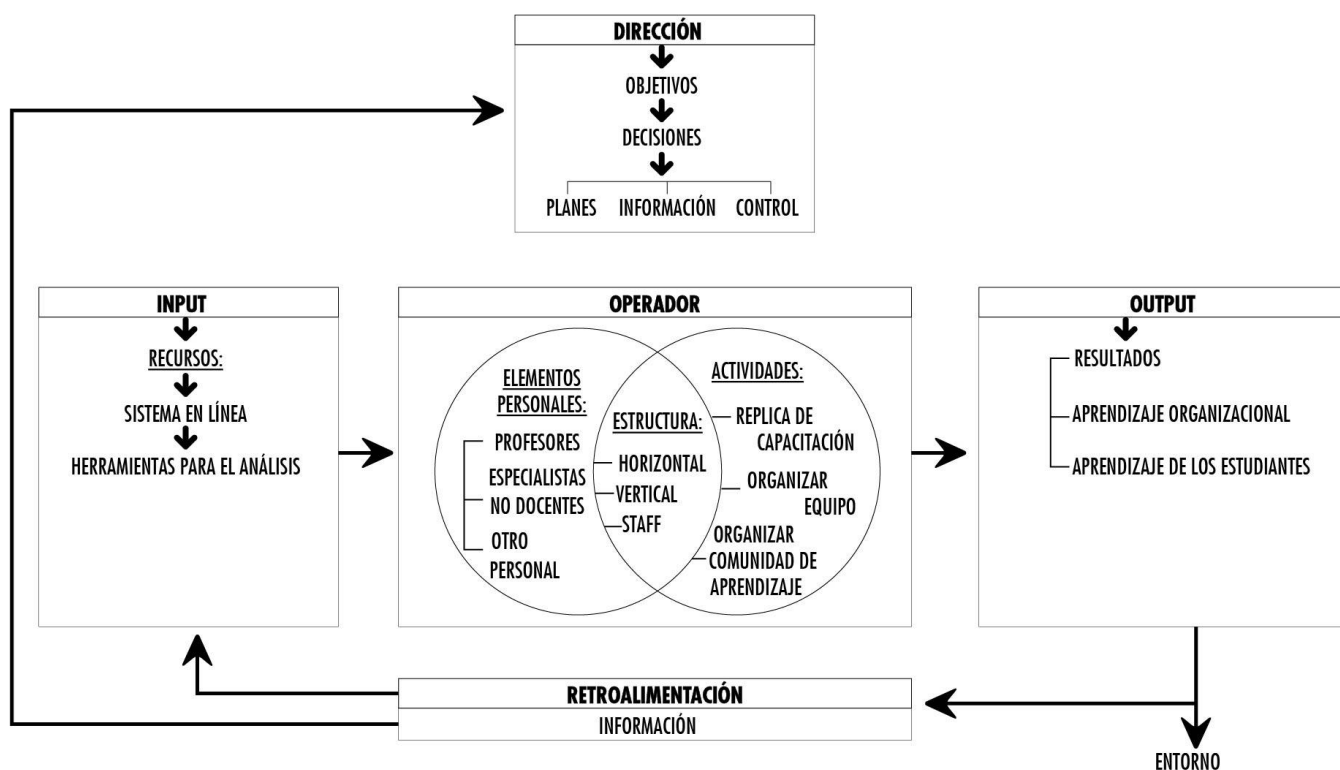 DIRECCIÓN
OBJETIVOS
DECISIONES
PLANES INFORMACIÓN CONTROL
INPUT
RECURSOS:
SISTEMA EN LÍNEA
HERRAMIENTAS PARA EL ANÁLISIS
OPERADOR
ELEMENTOS
PERSONALES:
PROFESORES
ESPECIALISTAS
NO DOCENTES
OTRO
PERSONAL
ESTRUCTURA:
HORIZONTAL
VERTICAL
STAFF
ACTIVIDADES:
REPLICA DE
CAPACITACIÓN
ORGANIZAR
EQUIPO
ORGANIZAR
COMUNIDAD DE
APRENDIZAJE
OUTPUT
RESULTADOS
APRENDIZAJE ORGANIZACIONAL
APRENDIZAJE DE LOS ESTUDIANTES
RETROALIMENTACIÓN
INFORMACIÓN
ENTORNO